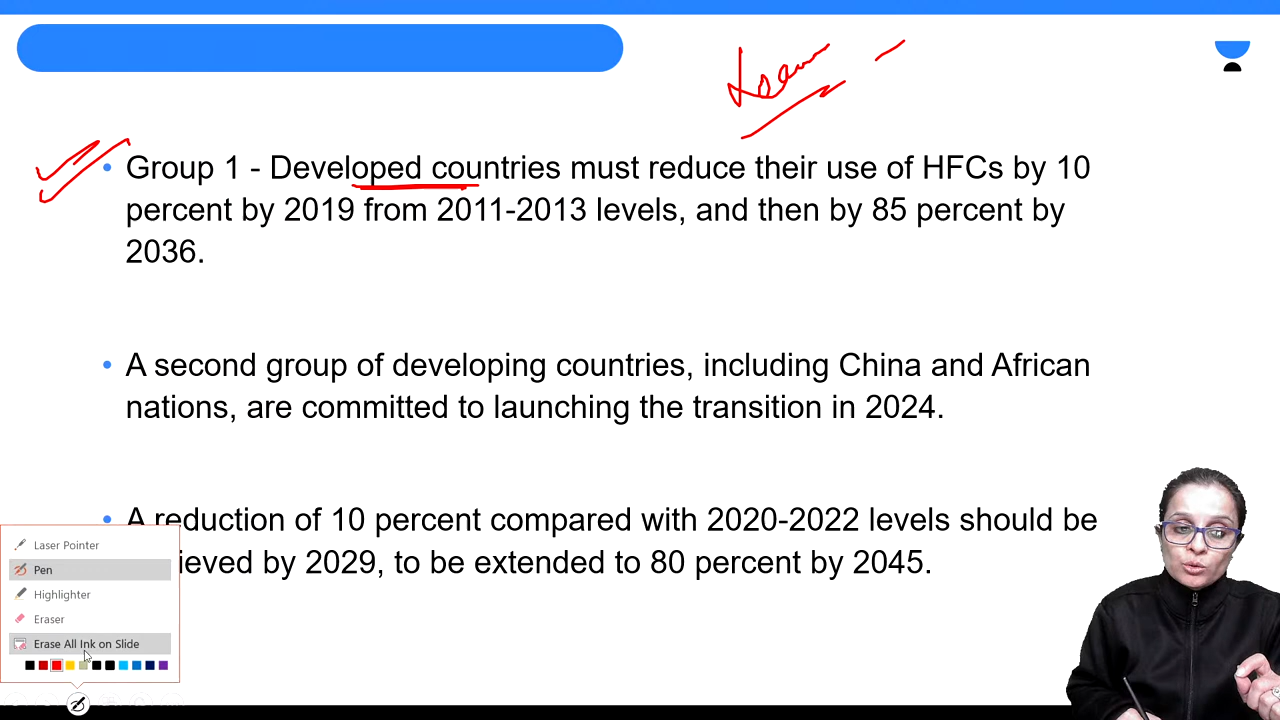 Group 1 - Developed countries must reduce their use of HFCs by 10
percent by 2019 from 2011-2013 levels, and then by 85 percent by
2036.
A second group of developing countries, including China and African
nations, are committed to launching the transition in 2024.
A reduction of 10 percent compared with 2020-2022 levels should be
ieved by 2029, to be extended to 80 percent by 2045.
Laser Pointer
Pen
Highlighter
Eraser
Erase All Ink on Slide